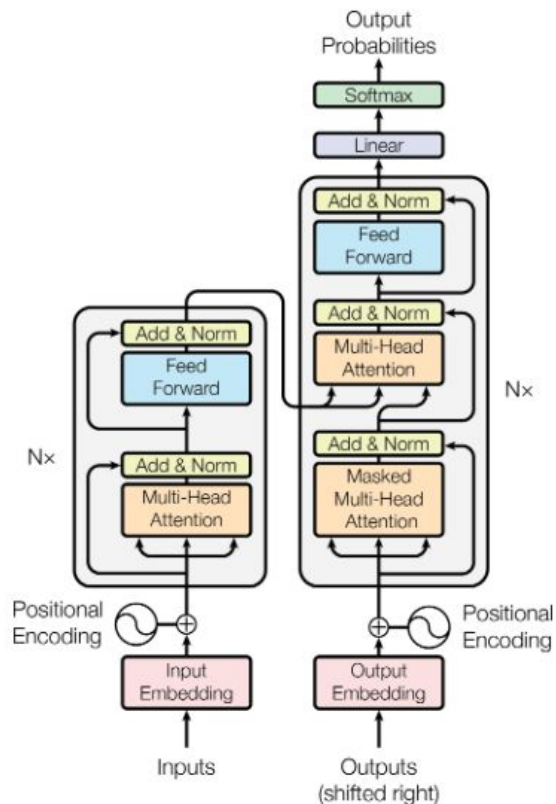 Output
Probabilities
Softmax
Linear
Add & Norm
Feed
Forward
Add & Norm
Multi-Head
Attention
Add & Norm
Masked
Multi-Head
Attention
N×
Add & Norm
Feed
Forward
Add & Norm
Multi-Head
Attention
N×
Positional
Encoding
Positional
Encoding
Input
Embedding
Output
Embedding
Inputs
Outputs
(shifted right)